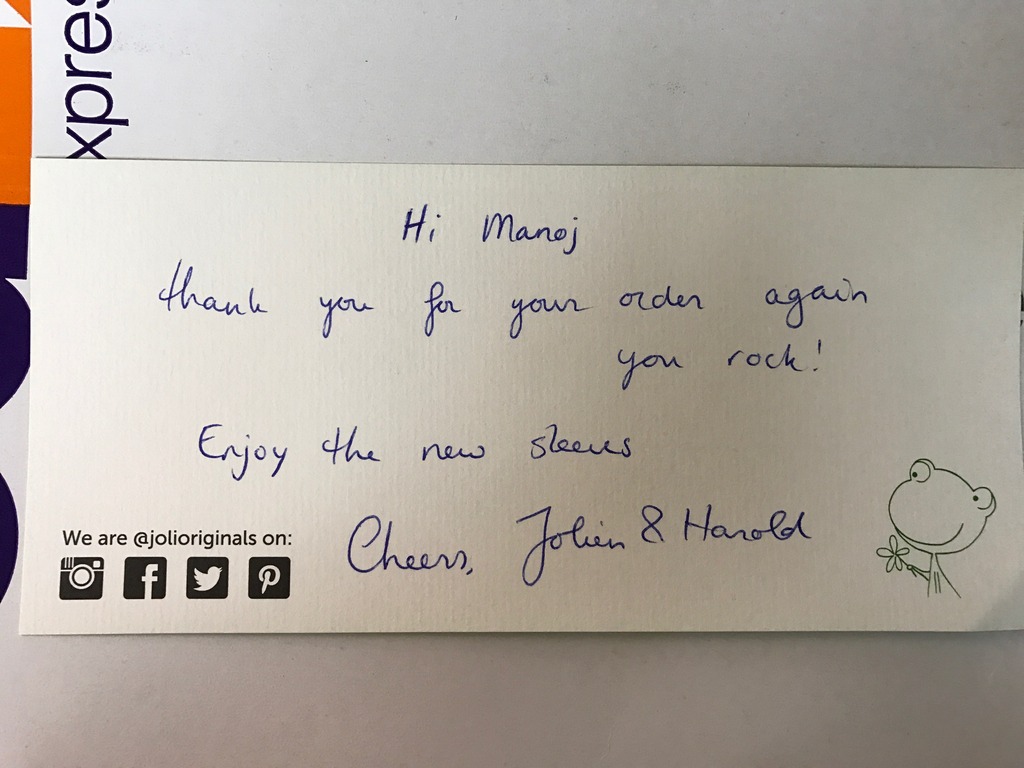 xpres
Hi Manoj
thank you for your order again
you rock!
Enjoy the new sleeves
Cheers, Jolien & Harold
We are @jolioriginals on: